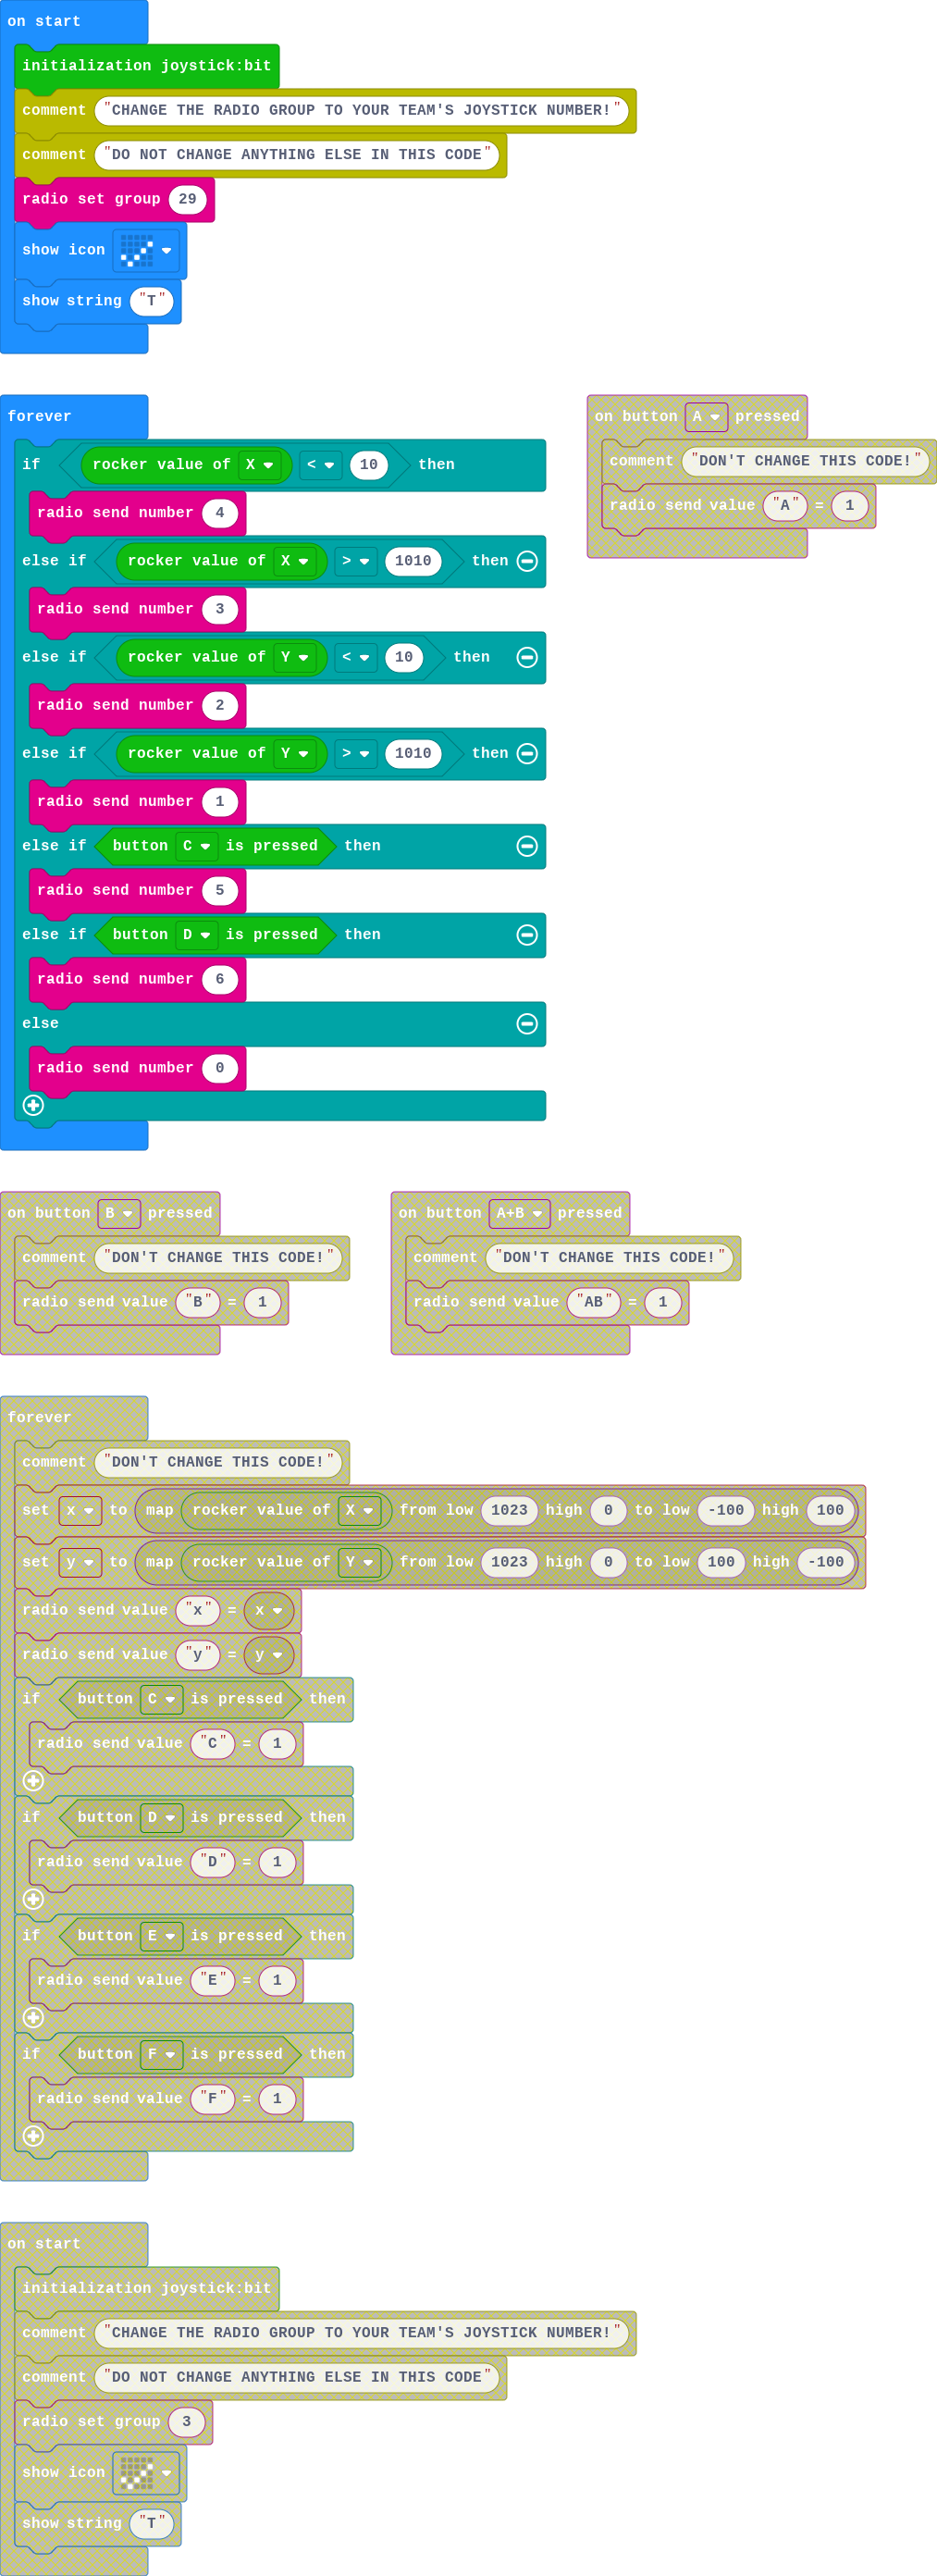 on start
initialization joystick:bit
comment "CHANGE THE RADIO GROUP TO YOUR TEAM'S JOYSTICK NUMBER!"
comment "DO NOT CHANGE ANYTHING ELSE IN THIS CODE"
radio set group 29
show icon
show string "T"
forever
if rocker value of X < 10 then
radio send number 4
else if rocker value of X > 1010 then
radio send number 3
else if rocker value of Y < 10 then
radio send number 2
else if rocker value of Y > 1010 then
radio send number 1
else if button C is pressed then
radio send number 5
else if button D is pressed then
radio send number 6
else
radio send number 0
on button A pressed
comment "DON'T CHANGE THIS CODE!"
radio send value "A" = 1
on button B pressed
comment "DON'T CHANGE THIS CODE!"
radio send value "B" = 1
on button A+B pressed
comment "DON'T CHANGE THIS CODE!"
radio send value "AB" = 1
forever
comment "DON'T CHANGE THIS CODE!"
set x to map rocker value of X from low 1023 high 0 to low -100 high 100
set y to map rocker value of Y from low 1023 high 0 to low 100 high -100
radio send value "x" = x
radio send value "y" = y
if button C is pressed then
radio send value "C" = 1
if button D is pressed then
radio send value "D" = 1
if button E is pressed then
radio send value "E" = 1
if button F is pressed then
radio send value "F" = 1
on start
initialization joystick:bit
comment "CHANGE THE RADIO GROUP TO YOUR TEAM'S JOYSTICK NUMBER!"
comment "DO NOT CHANGE ANYTHING ELSE IN THIS CODE"
radio set group 3
show icon
show string "T"